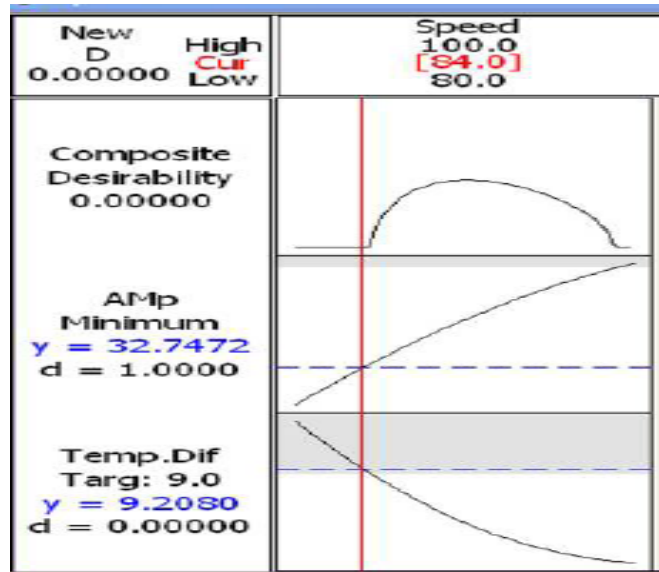 New
D
0.00000
High
Cur
Low
Speed
100.0
[84.0]
80.0
Composite
Desirability
0.00000
AMp
Minimum
y = 32.7472
d = 1.0000
Temp.Dif
Targ: 9.0
y = 9.2080
d = 0.00000